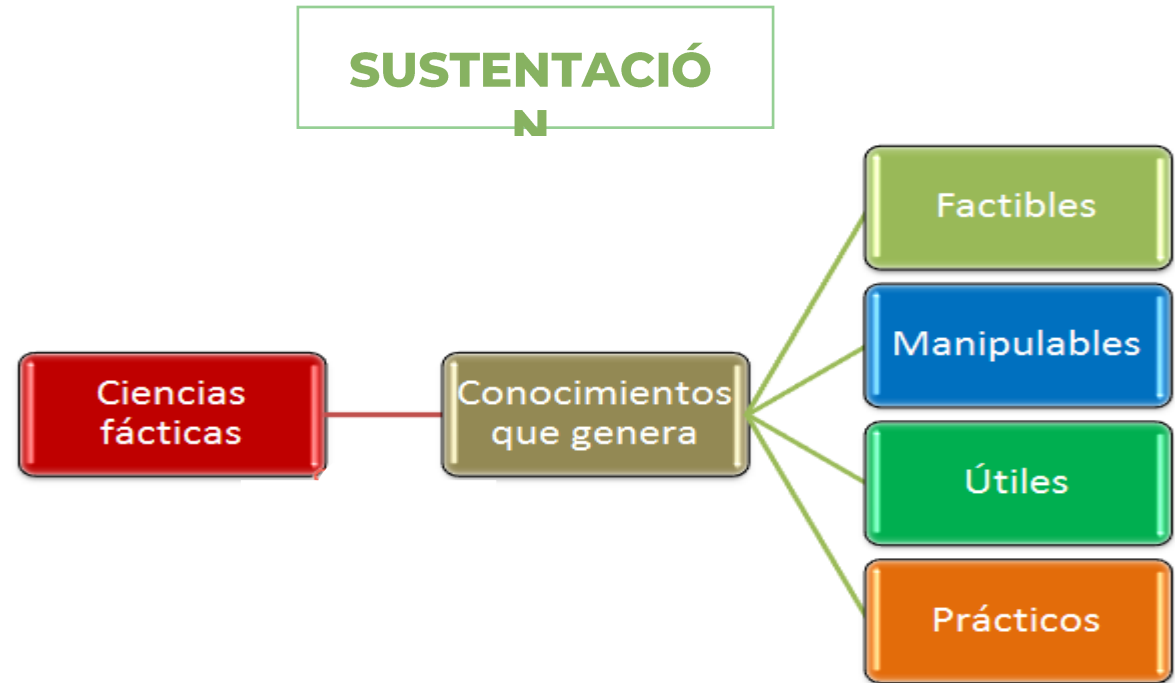 SUSTENTACIÓ
N
Factibles
Manipulables
Ciencias
fácticas
Conocimientos
que genera
Útiles
Prácticos